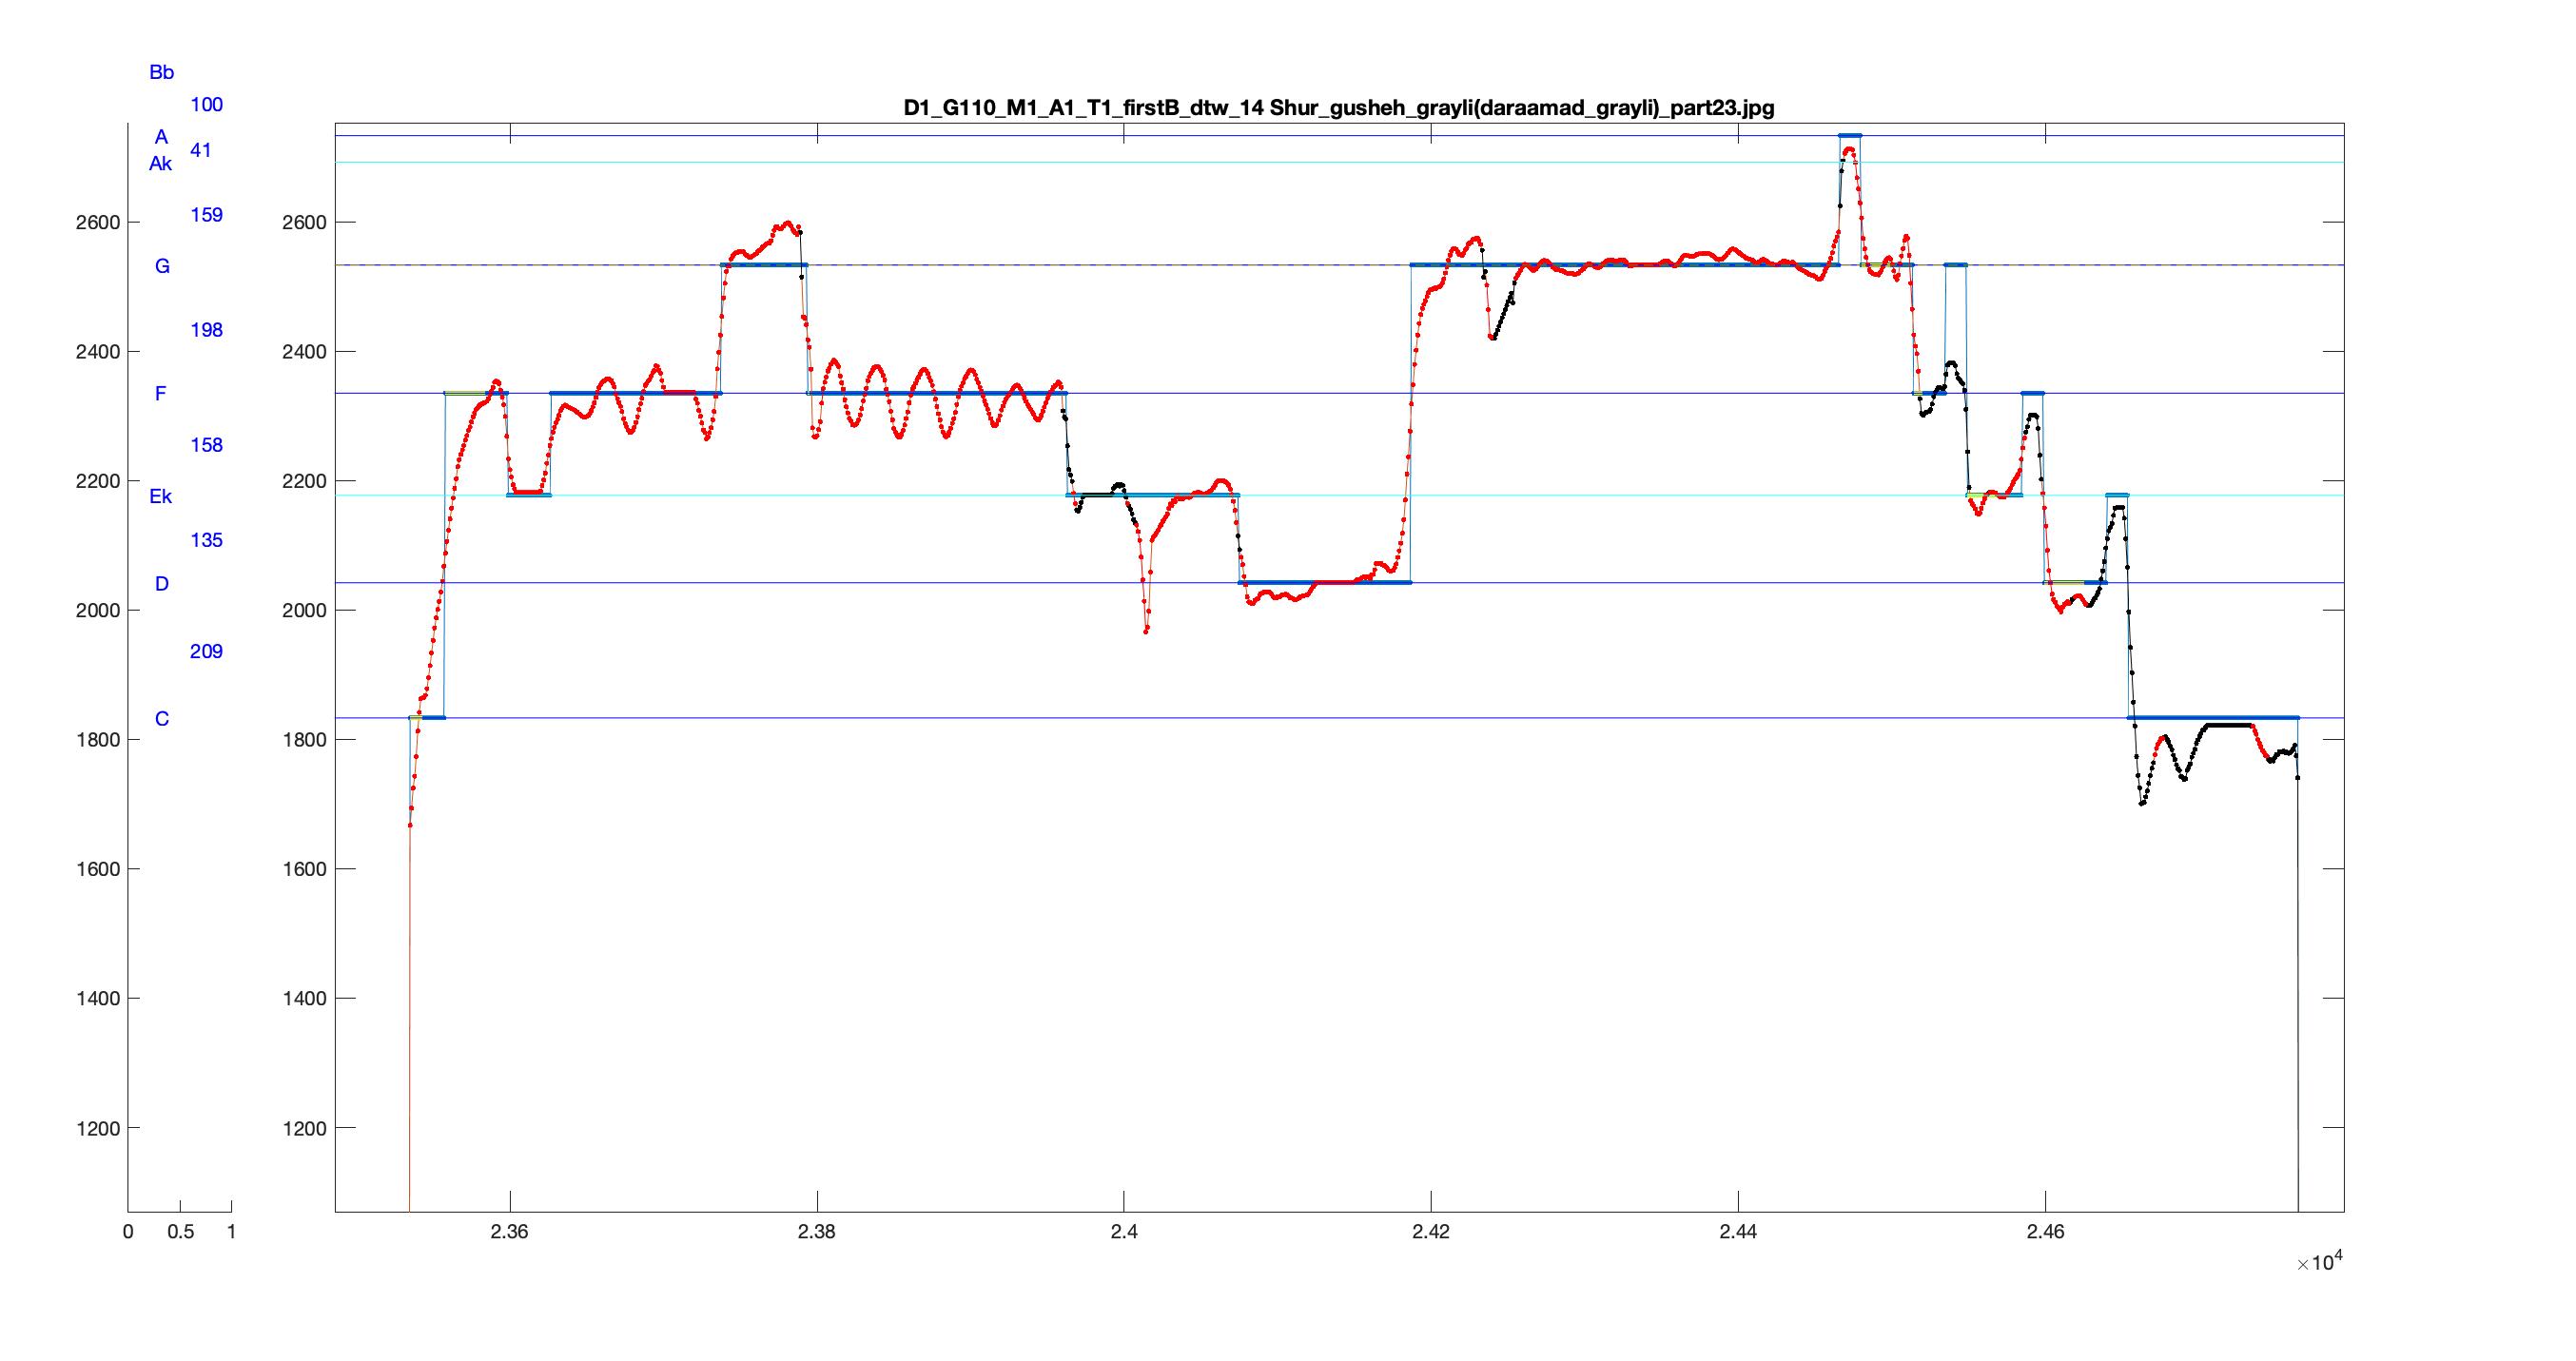 D1_G110_M1_A1_T1_firstB_dtw_14 Shur_gusheh_grayli(daraamad_grayli)_part23.jpg
Bb
100
A
41
Ak
159
2600
2600
G
198
2400
2400
F
158
2200
2200
Ek
135
D
2000
2000
209
C
1800
1800
1600
1600
1400
1400
1200
1200
0 0.5 1
2.36 2.38 2.4 2.42 2.44 2.46
×10⁴